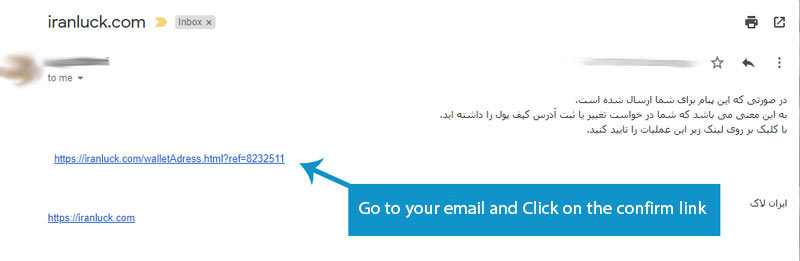 iranluck.com
Inbox ×
to me
در صورتی که این پیام برای شما ارسال شده است.
به این معنی می باشد که شما در خواست تغییر یا ثبت آدرس کیف پول را داشته اید.
با کلیک بر روی لینک زیر این عملیات را تایید کنید.
https://iranluck.com/walletAdress.html?ref=8232511
Go to your email and Click on the confirm link
ایران لاک
https://iranluck.com